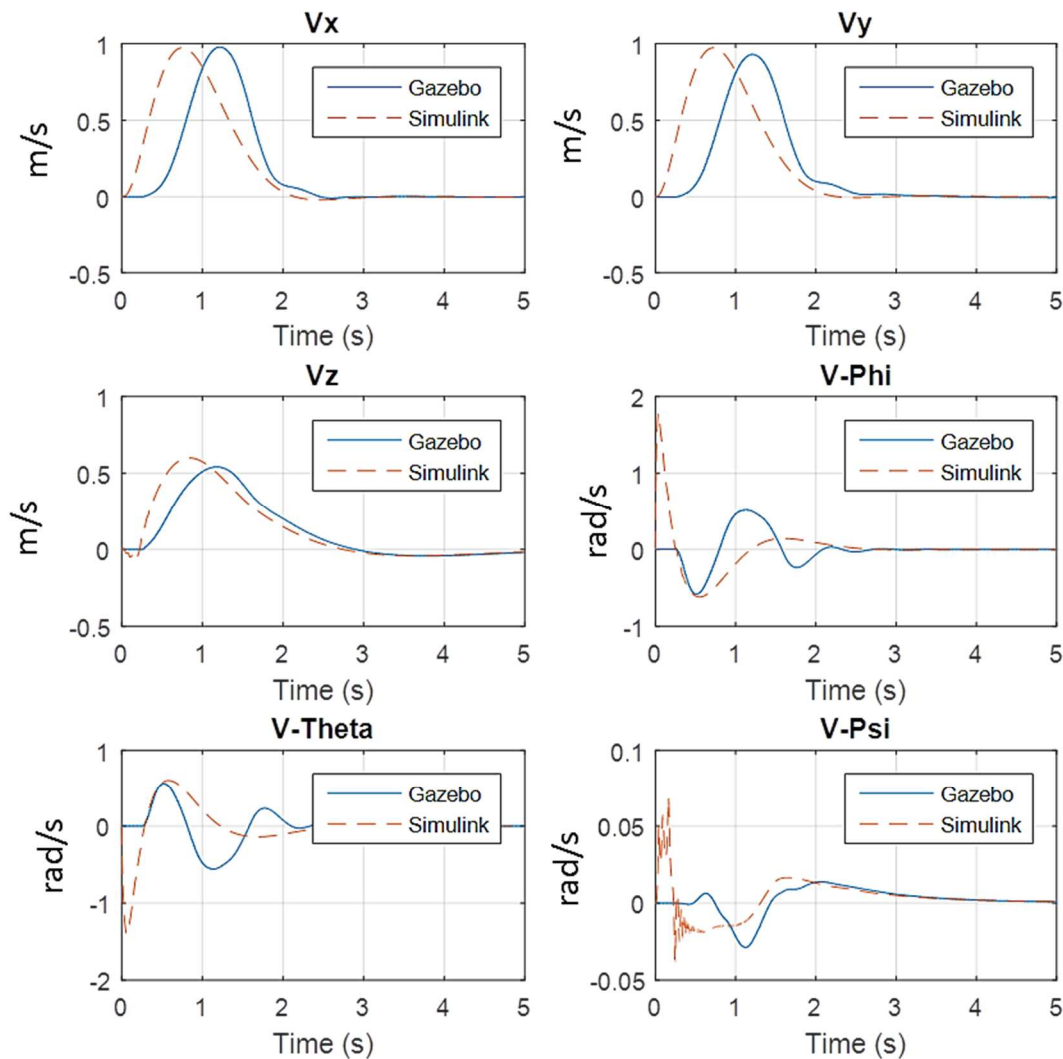 Vx
1
0.5
0
-0.5
m/s
Gazebo
Simulink
0 1 2 3 4 5
Time (s)
Vy
1
0.5
0
-0.5
m/s
Gazebo
Simulink
0 1 2 3 4 5
Time (s)
Vz
1
0.5
0
-0.5
m/s
Gazebo
Simulink
0 1 2 3 4 5
Time (s)
V-Phi
2
1
0
-1
rad/s
Gazebo
Simulink
0 1 2 3 4 5
Time (s)
V-Theta
1
0
-1
-2
rad/s
Gazebo
Simulink
0 1 2 3 4 5
Time (s)
V-Psi
0.1
0.05
0
-0.05
rad/s
Gazebo
Simulink
0 1 2 3 4 5
Time (s)